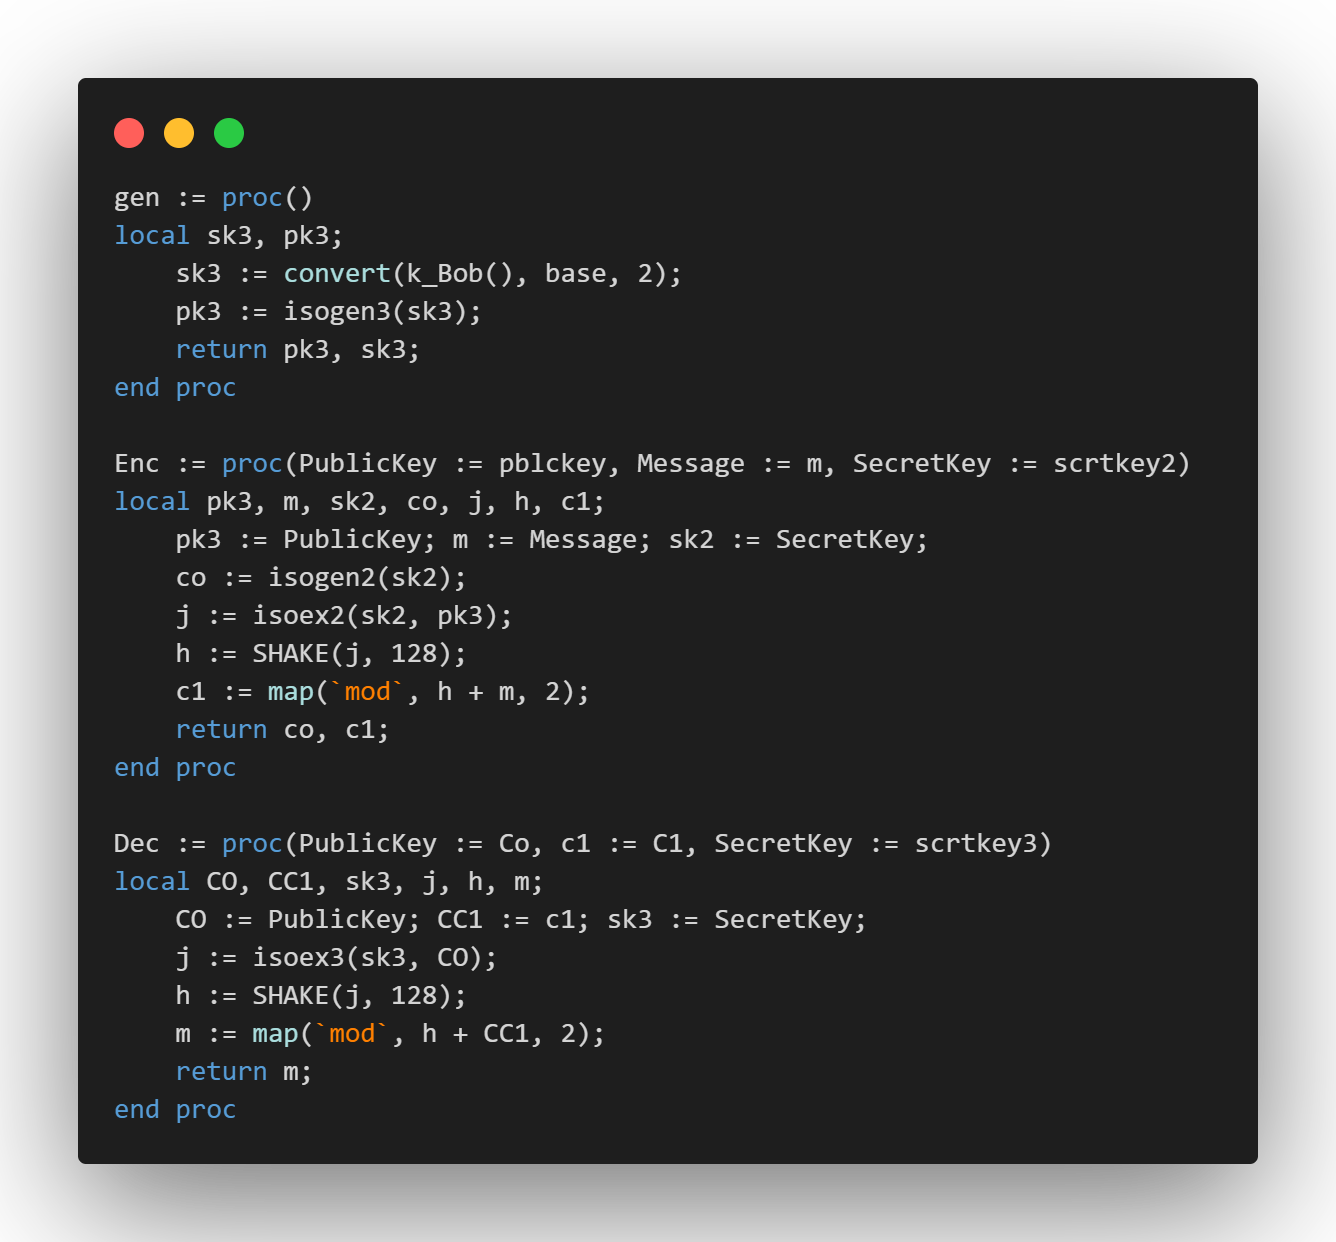 gen := proc()
local sk3, pk3;
    sk3 := convert(k_Bob(), base, 2);
    pk3 := isogen3(sk3);
    return pk3, sk3;
end proc

Enc := proc(PublicKey := pblckey, Message := m, SecretKey := scrtkey2)
local pk3, m, sk2, co, j, h, c1;
    pk3 := PublicKey; m := Message; sk2 := SecretKey;
    co := isogen2(sk2);
    j := isoex2(sk2, pk3);
    h := SHAKE(j, 128);
    c1 := map(`mod`, h + m, 2);
    return co, c1;
end proc

Dec := proc(PublicKey := Co, c1 := C1, SecretKey := scrtkey3)
local CO, CC1, sk3, j, h, m;
    CO := PublicKey; CC1 := c1; sk3 := SecretKey;
    j := isoex3(sk3, CO);
    h := SHAKE(j, 128);
    m := map(`mod`, h + CC1, 2);
    return m;
end proc